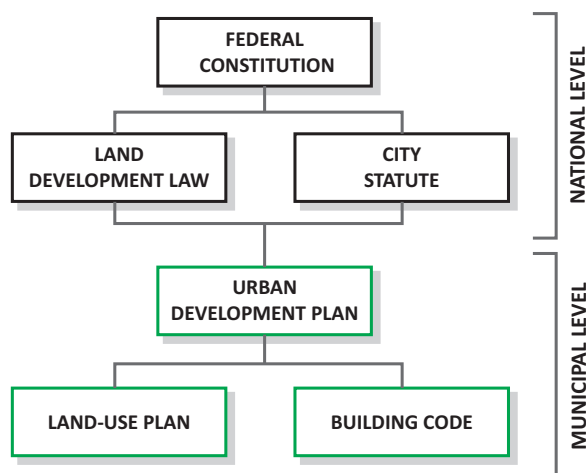 FEDERAL
CONSTITUTION
LAND
DEVELOPMENT LAW
CITY
STATUTE
NATIONAL LEVEL
URBAN
DEVELOPMENT PLAN
LAND-USE PLAN
BUILDING CODE
MUNICIPAL LEVEL